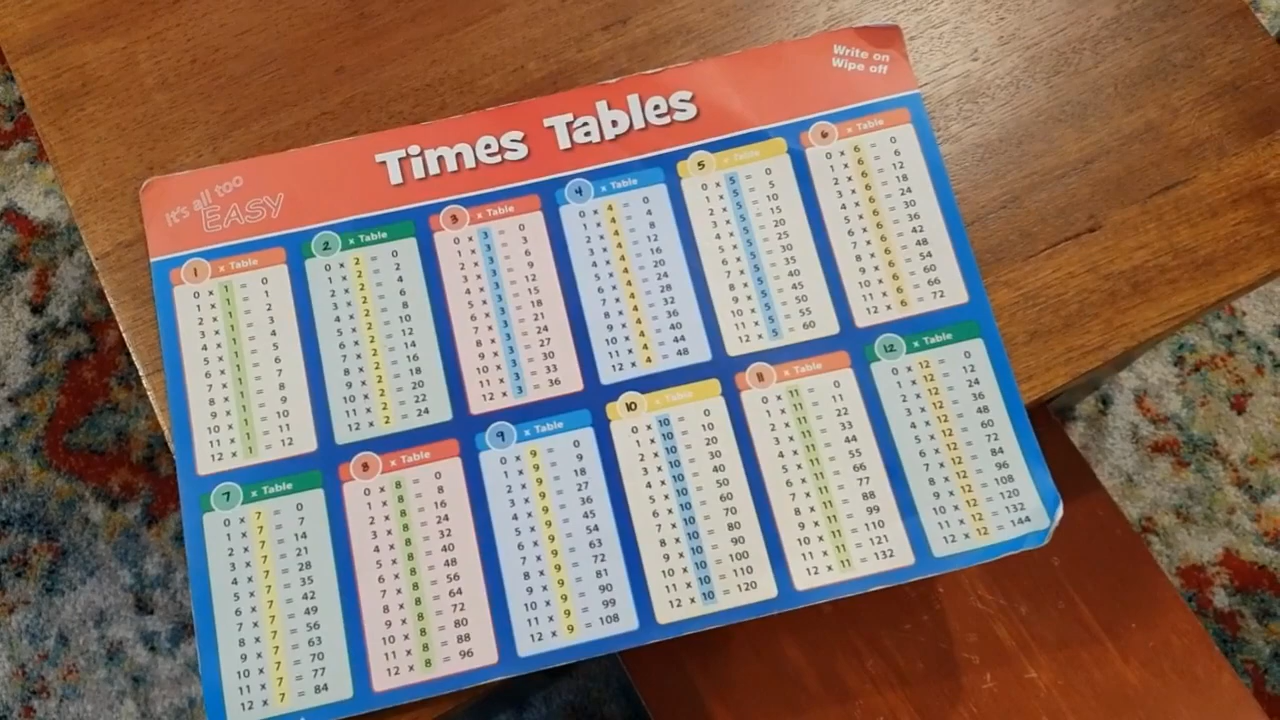 It's all too
EASY
Times Tables
Write on
Wipe off
1 x Table
0 x 1 = 0
1 x 1 = 1
2 x 1 = 2
3 x 1 = 3
4 x 1 = 4
5 x 1 = 5
6 x 1 = 6
7 x 1 = 7
8 x 1 = 8
9 x 1 = 9
10 x 1 = 10
11 x 1 = 11
12 x 1 = 12
2 x Table
0 x 2 = 0
1 x 2 = 2
2 x 2 = 4
3 x 2 = 6
4 x 2 = 8
5 x 2 = 10
6 x 2 = 12
7 x 2 = 14
8 x 2 = 16
9 x 2 = 18
10 x 2 = 20
11 x 2 = 22
12 x 2 = 24
3 x Table
0 x 3 = 0
1 x 3 = 3
2 x 3 = 6
3 x 3 = 9
4 x 3 = 12
5 x 3 = 15
6 x 3 = 18
7 x 3 = 21
8 x 3 = 24
9 x 3 = 27
10 x 3 = 30
11 x 3 = 33
12 x 3 = 36
4 x Table
0 x 4 = 0
1 x 4 = 4
2 x 4 = 8
3 x 4 = 12
4 x 4 = 16
5 x 4 = 20
6 x 4 = 24
7 x 4 = 28
8 x 4 = 32
9 x 4 = 36
10 x 4 = 40
11 x 4 = 44
12 x 4 = 48
5 x Table
0 x 5 = 0
1 x 5 = 5
2 x 5 = 10
3 x 5 = 15
4 x 5 = 20
5 x 5 = 25
6 x 5 = 30
7 x 5 = 35
8 x 5 = 40
9 x 5 = 45
10 x 5 = 50
11 x 5 = 55
12 x 5 = 60
6 x Table
0 x 6 = 0
1 x 6 = 6
2 x 6 = 12
3 x 6 = 18
4 x 6 = 24
5 x 6 = 30
6 x 6 = 36
7 x 6 = 42
8 x 6 = 48
9 x 6 = 54
10 x 6 = 60
11 x 6 = 66
12 x 6 = 72
7 x Table
0 x 7 = 0
1 x 7 = 7
2 x 7 = 14
3 x 7 = 21
4 x 7 = 28
5 x 7 = 35
6 x 7 = 42
7 x 7 = 49
8 x 7 = 56
9 x 7 = 63
10 x 7 = 70
11 x 7 = 77
12 x 7 = 84
8 x Table
0 x 8 = 0
1 x 8 = 8
2 x 8 = 16
3 x 8 = 24
4 x 8 = 32
5 x 8 = 40
6 x 8 = 48
7 x 8 = 56
8 x 8 = 64
9 x 8 = 72
10 x 8 = 80
11 x 8 = 88
12 x 8 = 96
9 x Table
0 x 9 = 0
1 x 9 = 9
2 x 9 = 18
3 x 9 = 27
4 x 9 = 36
5 x 9 = 45
6 x 9 = 54
7 x 9 = 63
8 x 9 = 72
9 x 9 = 81
10 x 9 = 90
11 x 9 = 99
12 x 9 = 108
10 x Table
0 x 10 = 0
1 x 10 = 10
2 x 10 = 20
3 x 10 = 30
4 x 10 = 40
5 x 10 = 50
6 x 10 = 60
7 x 10 = 70
8 x 10 = 80
9 x 10 = 90
10 x 10 = 100
11 x 10 = 110
12 x 10 = 120
11 x Table
0 x 11 = 0
1 x 11 = 11
2 x 11 = 22
3 x 11 = 33
4 x 11 = 44
5 x 11 = 55
6 x 11 = 66
7 x 11 = 77
8 x 11 = 88
9 x 11 = 99
10 x 11 = 110
11 x 11 = 121
12 x 11 = 132
12 x Table
0 x 12 = 0
1 x 12 = 12
2 x 12 = 24
3 x 12 = 36
4 x 12 = 48
5 x 12 = 60
6 x 12 = 72
7 x 12 = 84
8 x 12 = 96
9 x 12 = 108
10 x 12 = 120
11 x 12 = 132
12 x 12 = 144